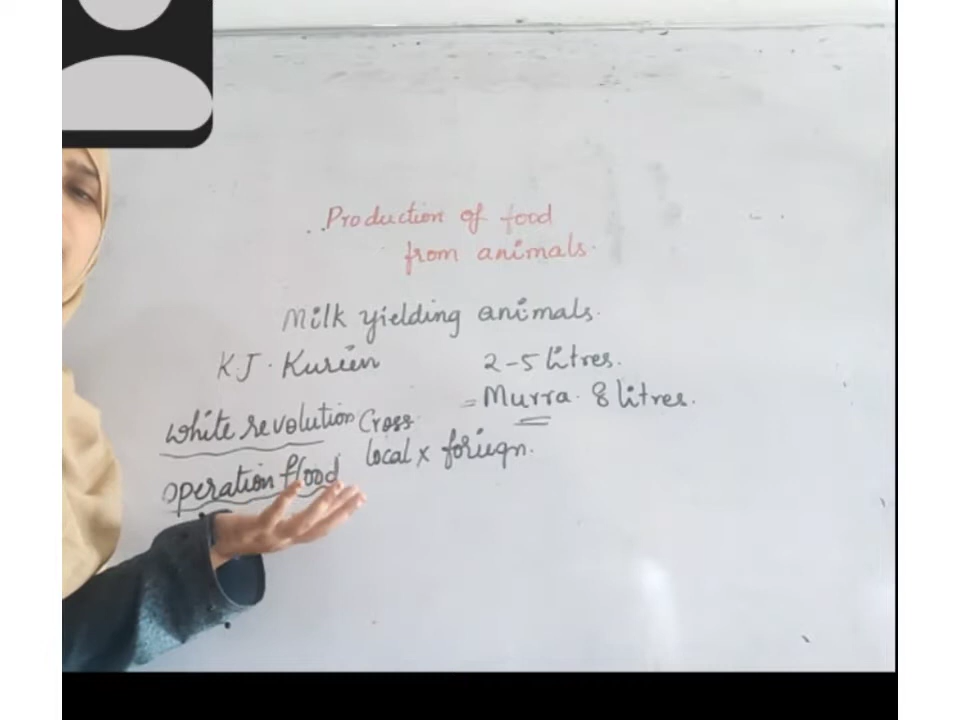 Production of food
from animals.
Milk yielding animals.
K.J. Kurien
2-5 litres.
= Murra. 8 litres.
white revolution
Cross
local x foriegn.
operation flood